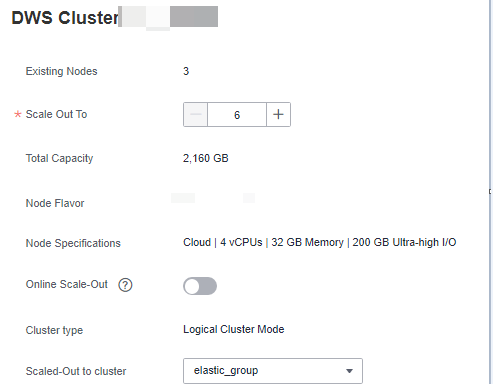 DWS Cluster
Existing Nodes 3
* Scale Out To − 6 +
Total Capacity 2,160 GB
Node Flavor
Node Specifications Cloud | 4 vCPUs | 32 GB Memory | 200 GB Ultra-high I/O
Online Scale-Out ?
Cluster type Logical Cluster Mode
Scaled-Out to cluster elastic_group